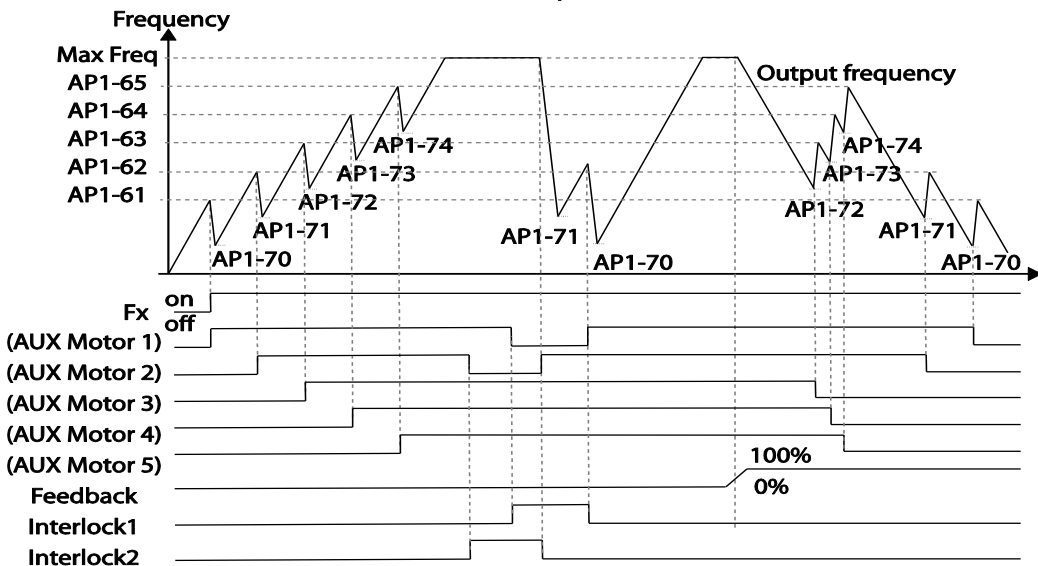 Frequency
Max Freq
AP1-65
AP1-64
AP1-63
AP1-62
AP1-61
Output frequency
AP1-74
AP1-73
AP1-72
AP1-71
AP1-70
AP1-71
AP1-70
AP1-74
AP1-73
AP1-72
AP1-71
AP1-70
Fx
on
off
(AUX Motor 1)
(AUX Motor 2)
(AUX Motor 3)
(AUX Motor 4)
(AUX Motor 5)
100%
0%
Feedback
Interlock1
Interlock2